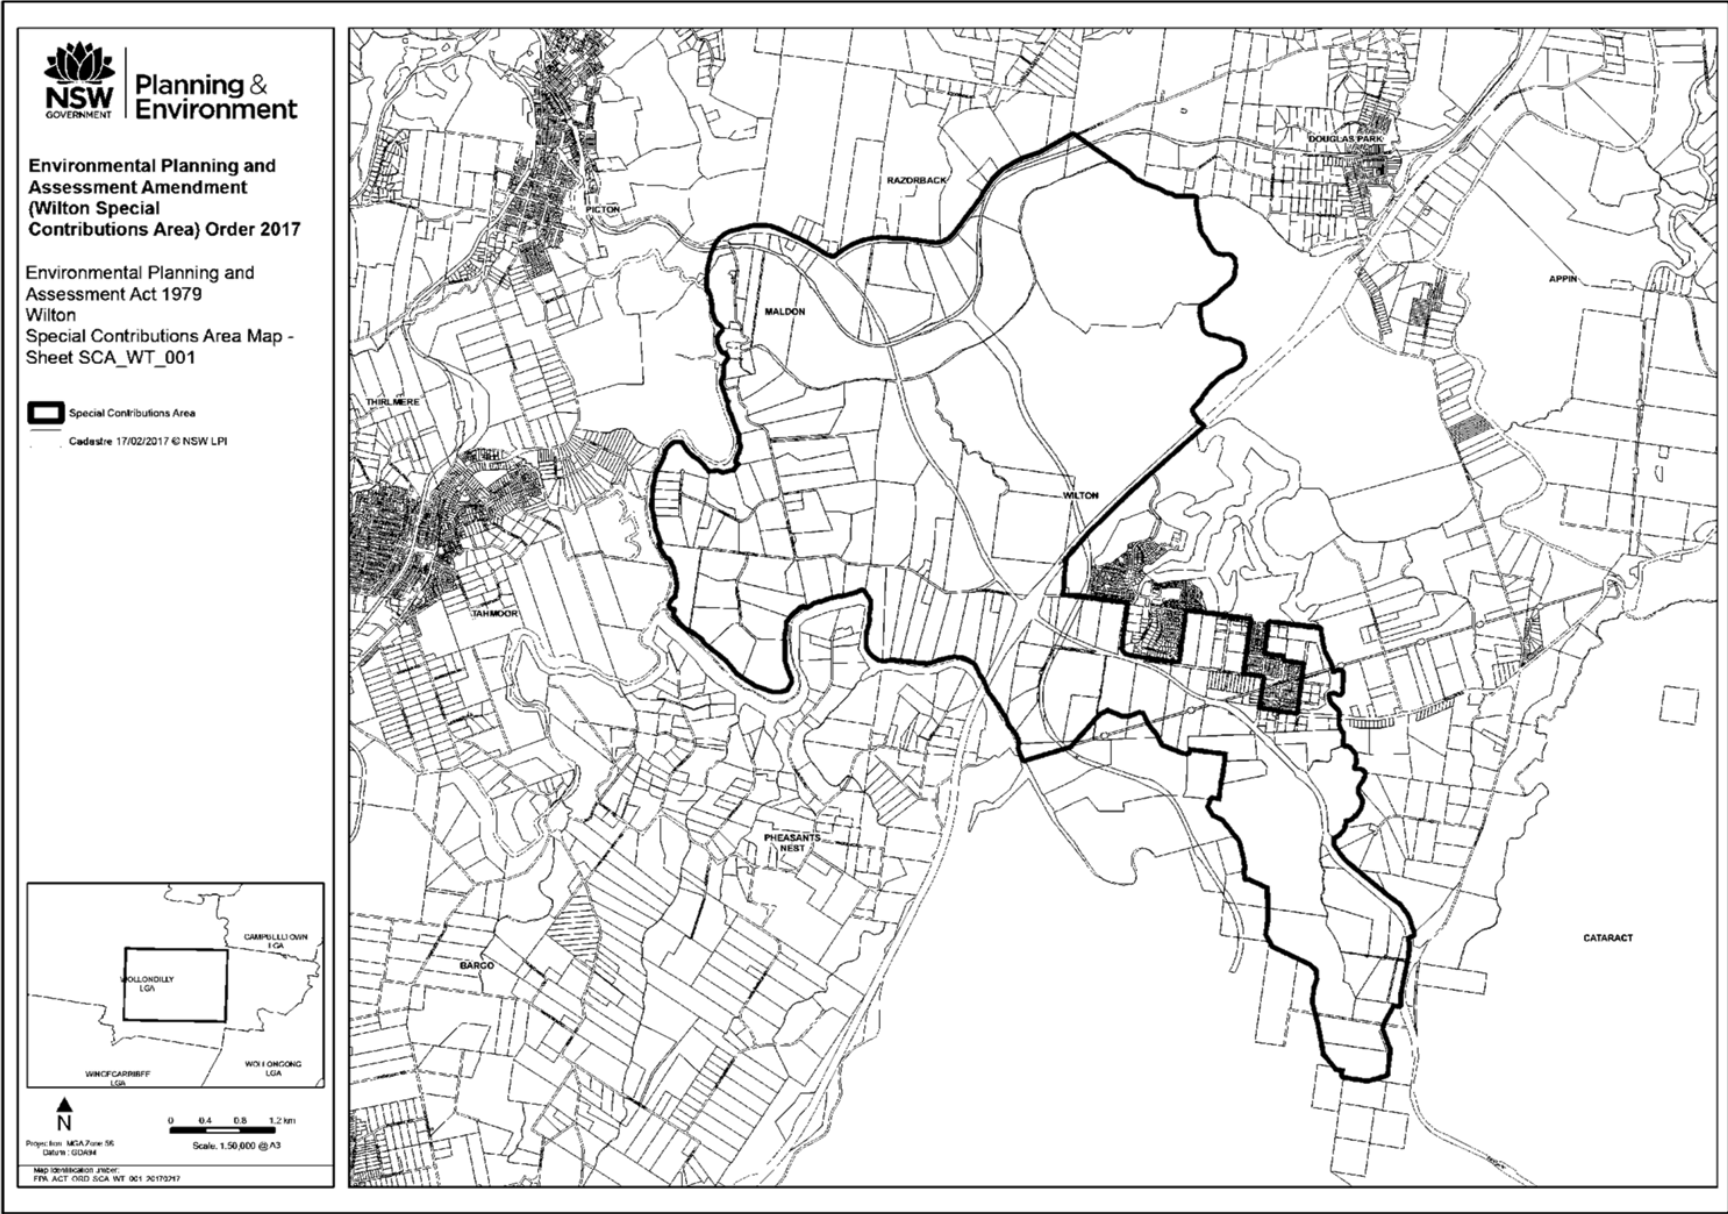 NSW
GOVERNMENT
Planning &
Environment
Environmental Planning and
Assessment Amendment
(Wilton Special
Contributions Area) Order 2017
Environmental Planning and
Assessment Act 1979
Wilton
Special Contributions Area Map -
Sheet SCA_WT_001
Special Contributions Area
Cadastre 17/02/2017 © NSW LPI
CAMPBELLTOWN
LGA
WOLLONDILLY
LGA
WOLLONGONG
LGA
WINGECARRIBEE
LGA
N
0 0.4 0.8 1.2 km
Scale: 1:50,000 @ A3
Projection: MGA Zone 56
Datum: GDA94
Map identification number:
EPA_ACT_ORD_SCA_WT_001_20170217
DOUGLAS PARK
RAZORBACK
PICTON
APPIN
MALDON
THIRLMERE
WILTON
TAHMOOR
PHEASANTS
NEST
CATARACT
BARGO